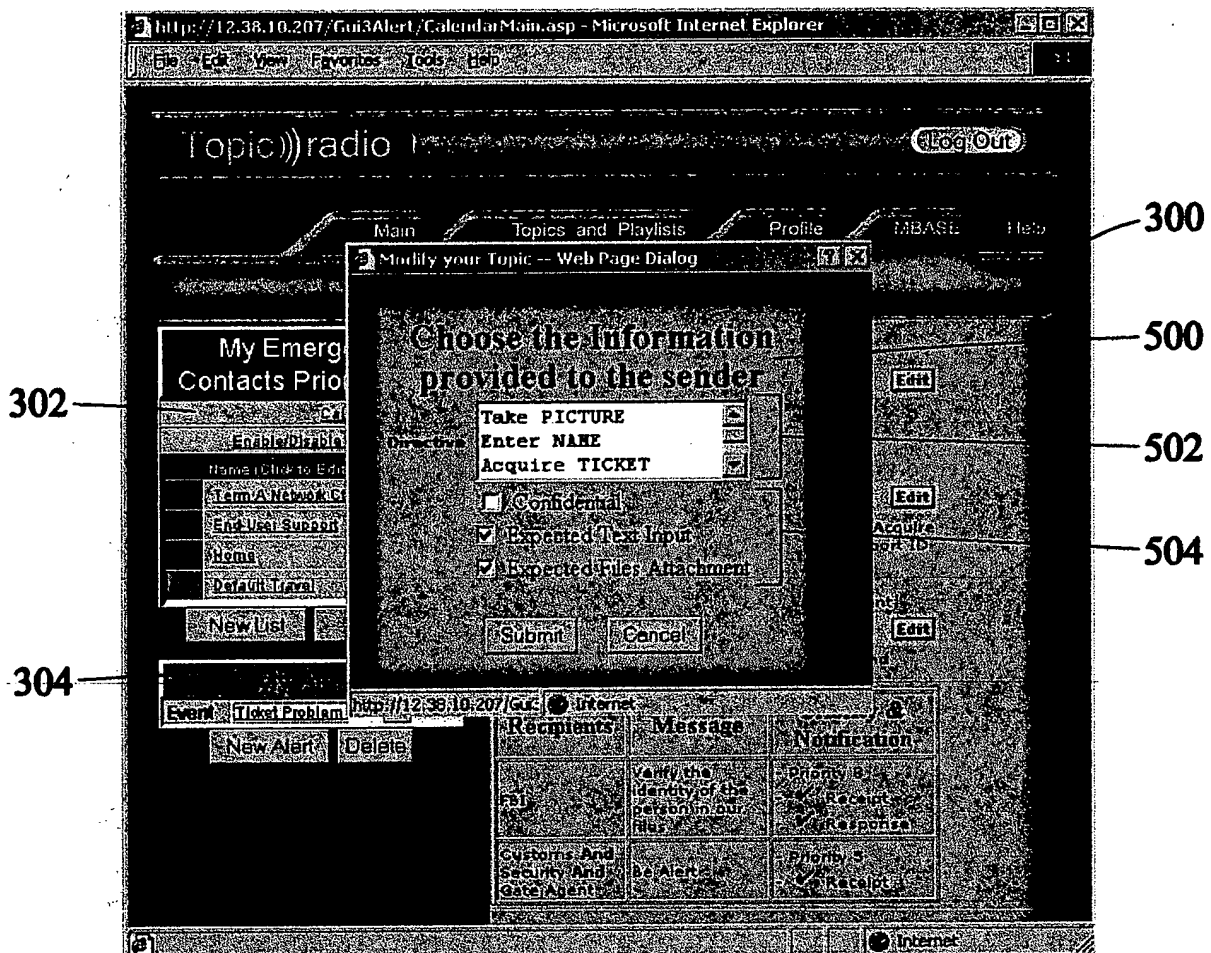 http://12.38.10.207/Gui3Alert/CalendarMain.asp - Microsoft Internet Explorer
File Edit View Favorites Tools Help
Topic)))radio
Log Out
Main Topics and Playlists Profile MBASE Help
300
Modify your Topic -- Web Page Dialog
My Emerg
Contacts Prio
302
Enable/Disable
Name (Click to Edit
Term A Network
End-User Support
Home
Default Travel
New List
304
Event Ticket Problem
New Alert Delete
Choose the Information
provided to the sender
500
Directive
Take PICTURE
Enter NAME
Acquire TICKET
502
Confidential
Expected Text Input
Expected Files Attachment
504
Submit Cancel
http://12.38.10.207/Gui Internet
Edit
Edit
Acquire
Edit
Recipients Message & Notification
FBI
Verify the
identity of the
person in our
files
Priority 8
Receipt
Response
Customs And
Security And
Gate Agent
Be Alert
Priority 5
Receipt
Internet